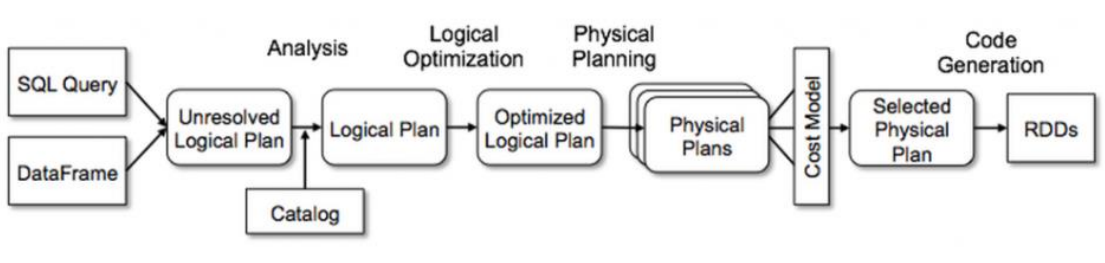 Analysis
Logical
Optimization
Physical
Planning
Code
Generation
SQL Query
DataFrame
Unresolved
Logical Plan
Catalog
Logical Plan
Optimized
Logical Plan
Physical
Plans
Cost Model
Selected
Physical
Plan
RDDs